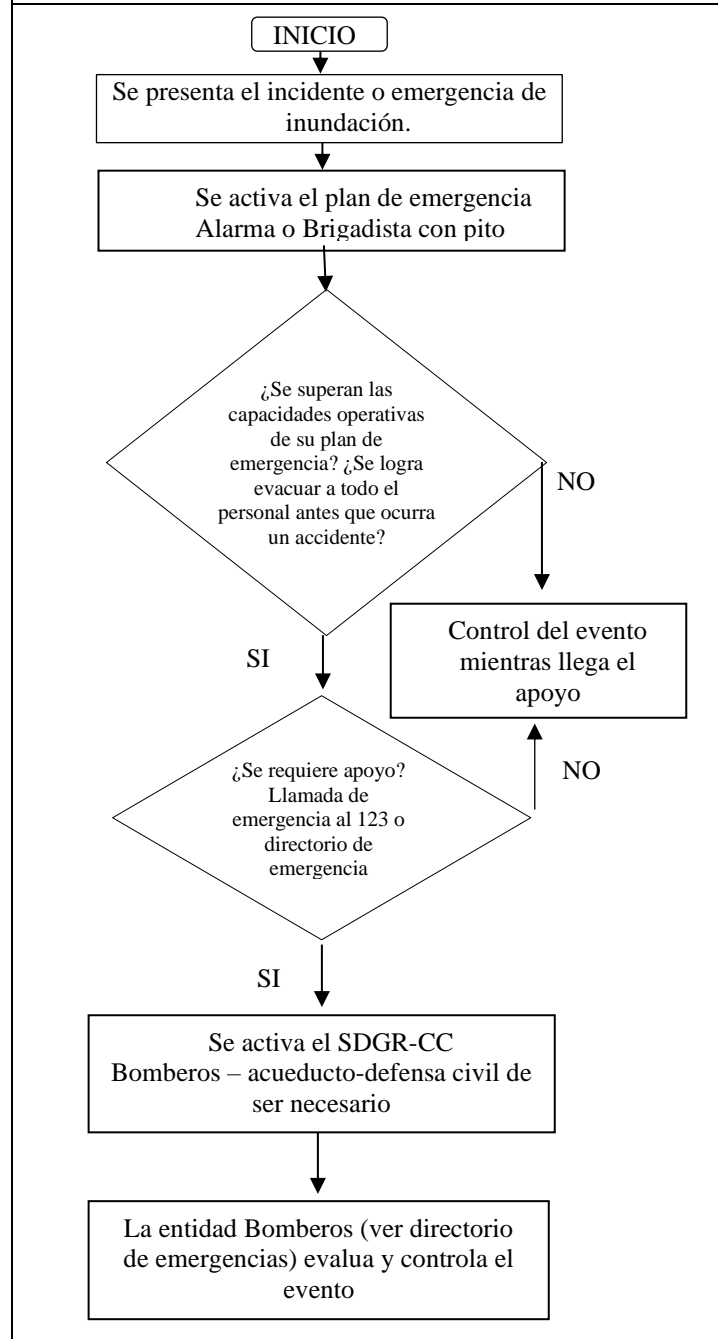 INICIO
Se presenta el incidente o emergencia de
inundación.
Se activa el plan de emergencia
Alarma o Brigadista con pito
¿Se superan las
capacidades operativas
de su plan de
emergencia? ¿Se logra
evacuar a todo el
personal antes que ocurra
un accidente?
NO
Control del evento
mientras llega el
apoyo
SI
¿Se requiere apoyo?
Llamada de
emergencia al 123 o
directorio de
emergencia
NO
SI
Se activa el SDGR-CC
Bomberos – acueducto-defensa civil de
ser necesario
La entidad Bomberos (ver directorio
de emergencias) evalua y controla el
evento